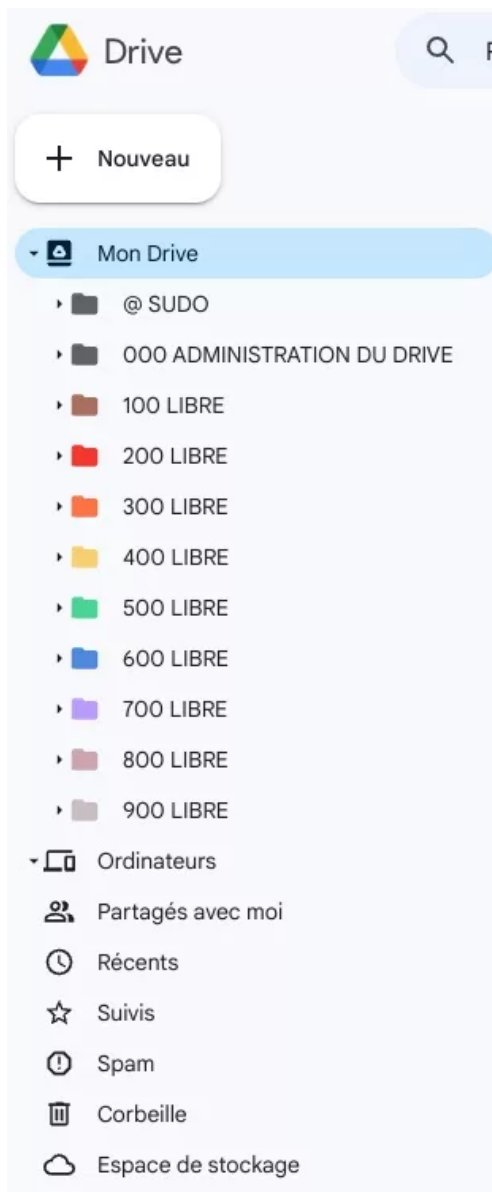 Drive
Nouveau
Mon Drive
@ SUDO
000 ADMINISTRATION DU DRIVE
100 LIBRE
200 LIBRE
300 LIBRE
400 LIBRE
500 LIBRE
600 LIBRE
700 LIBRE
800 LIBRE
900 LIBRE
Ordinateurs
Partagés avec moi
Récents
Suivis
Spam
Corbeille
Espace de stockage